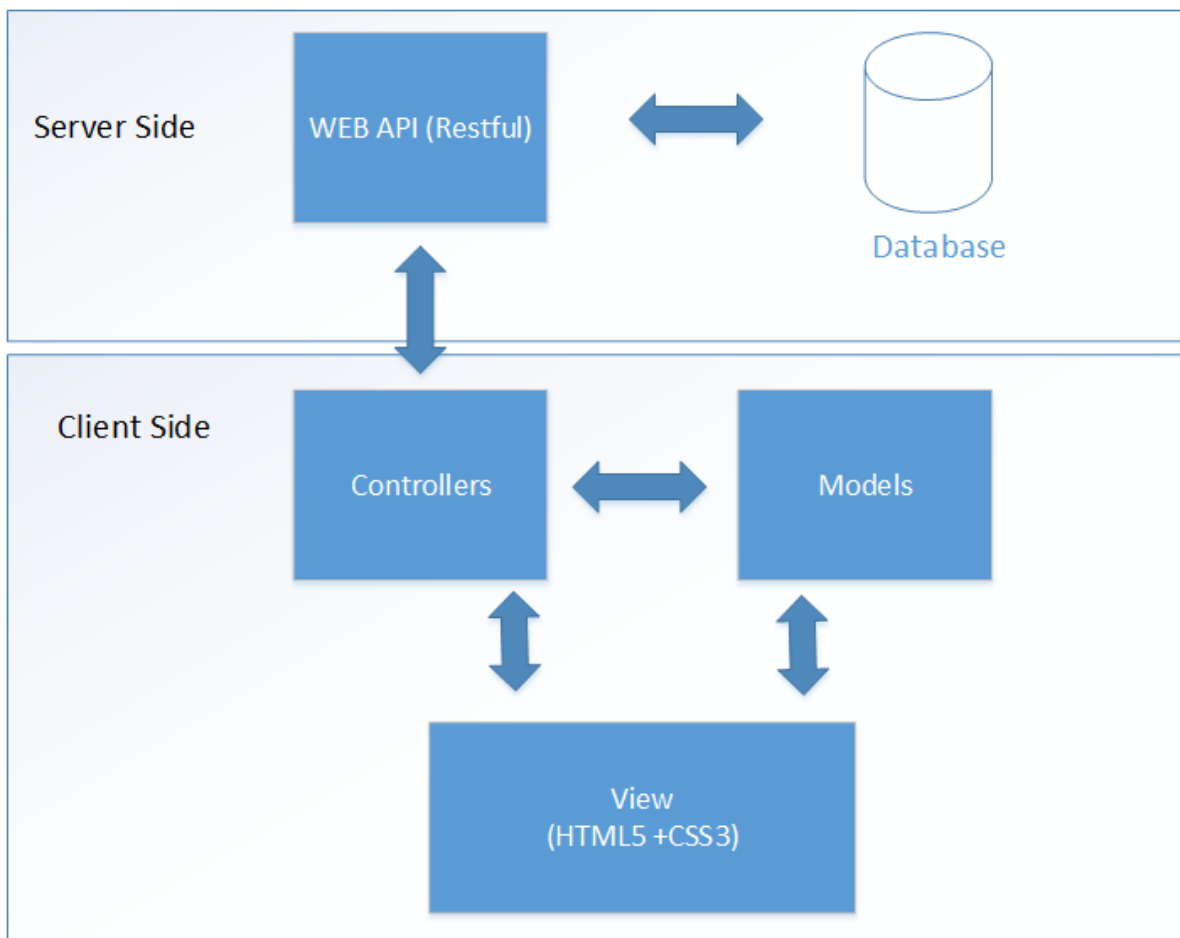 Server Side
WEB API (Restful)
Database
Client Side
Controllers
Models
View
(HTML5 +CSS3)